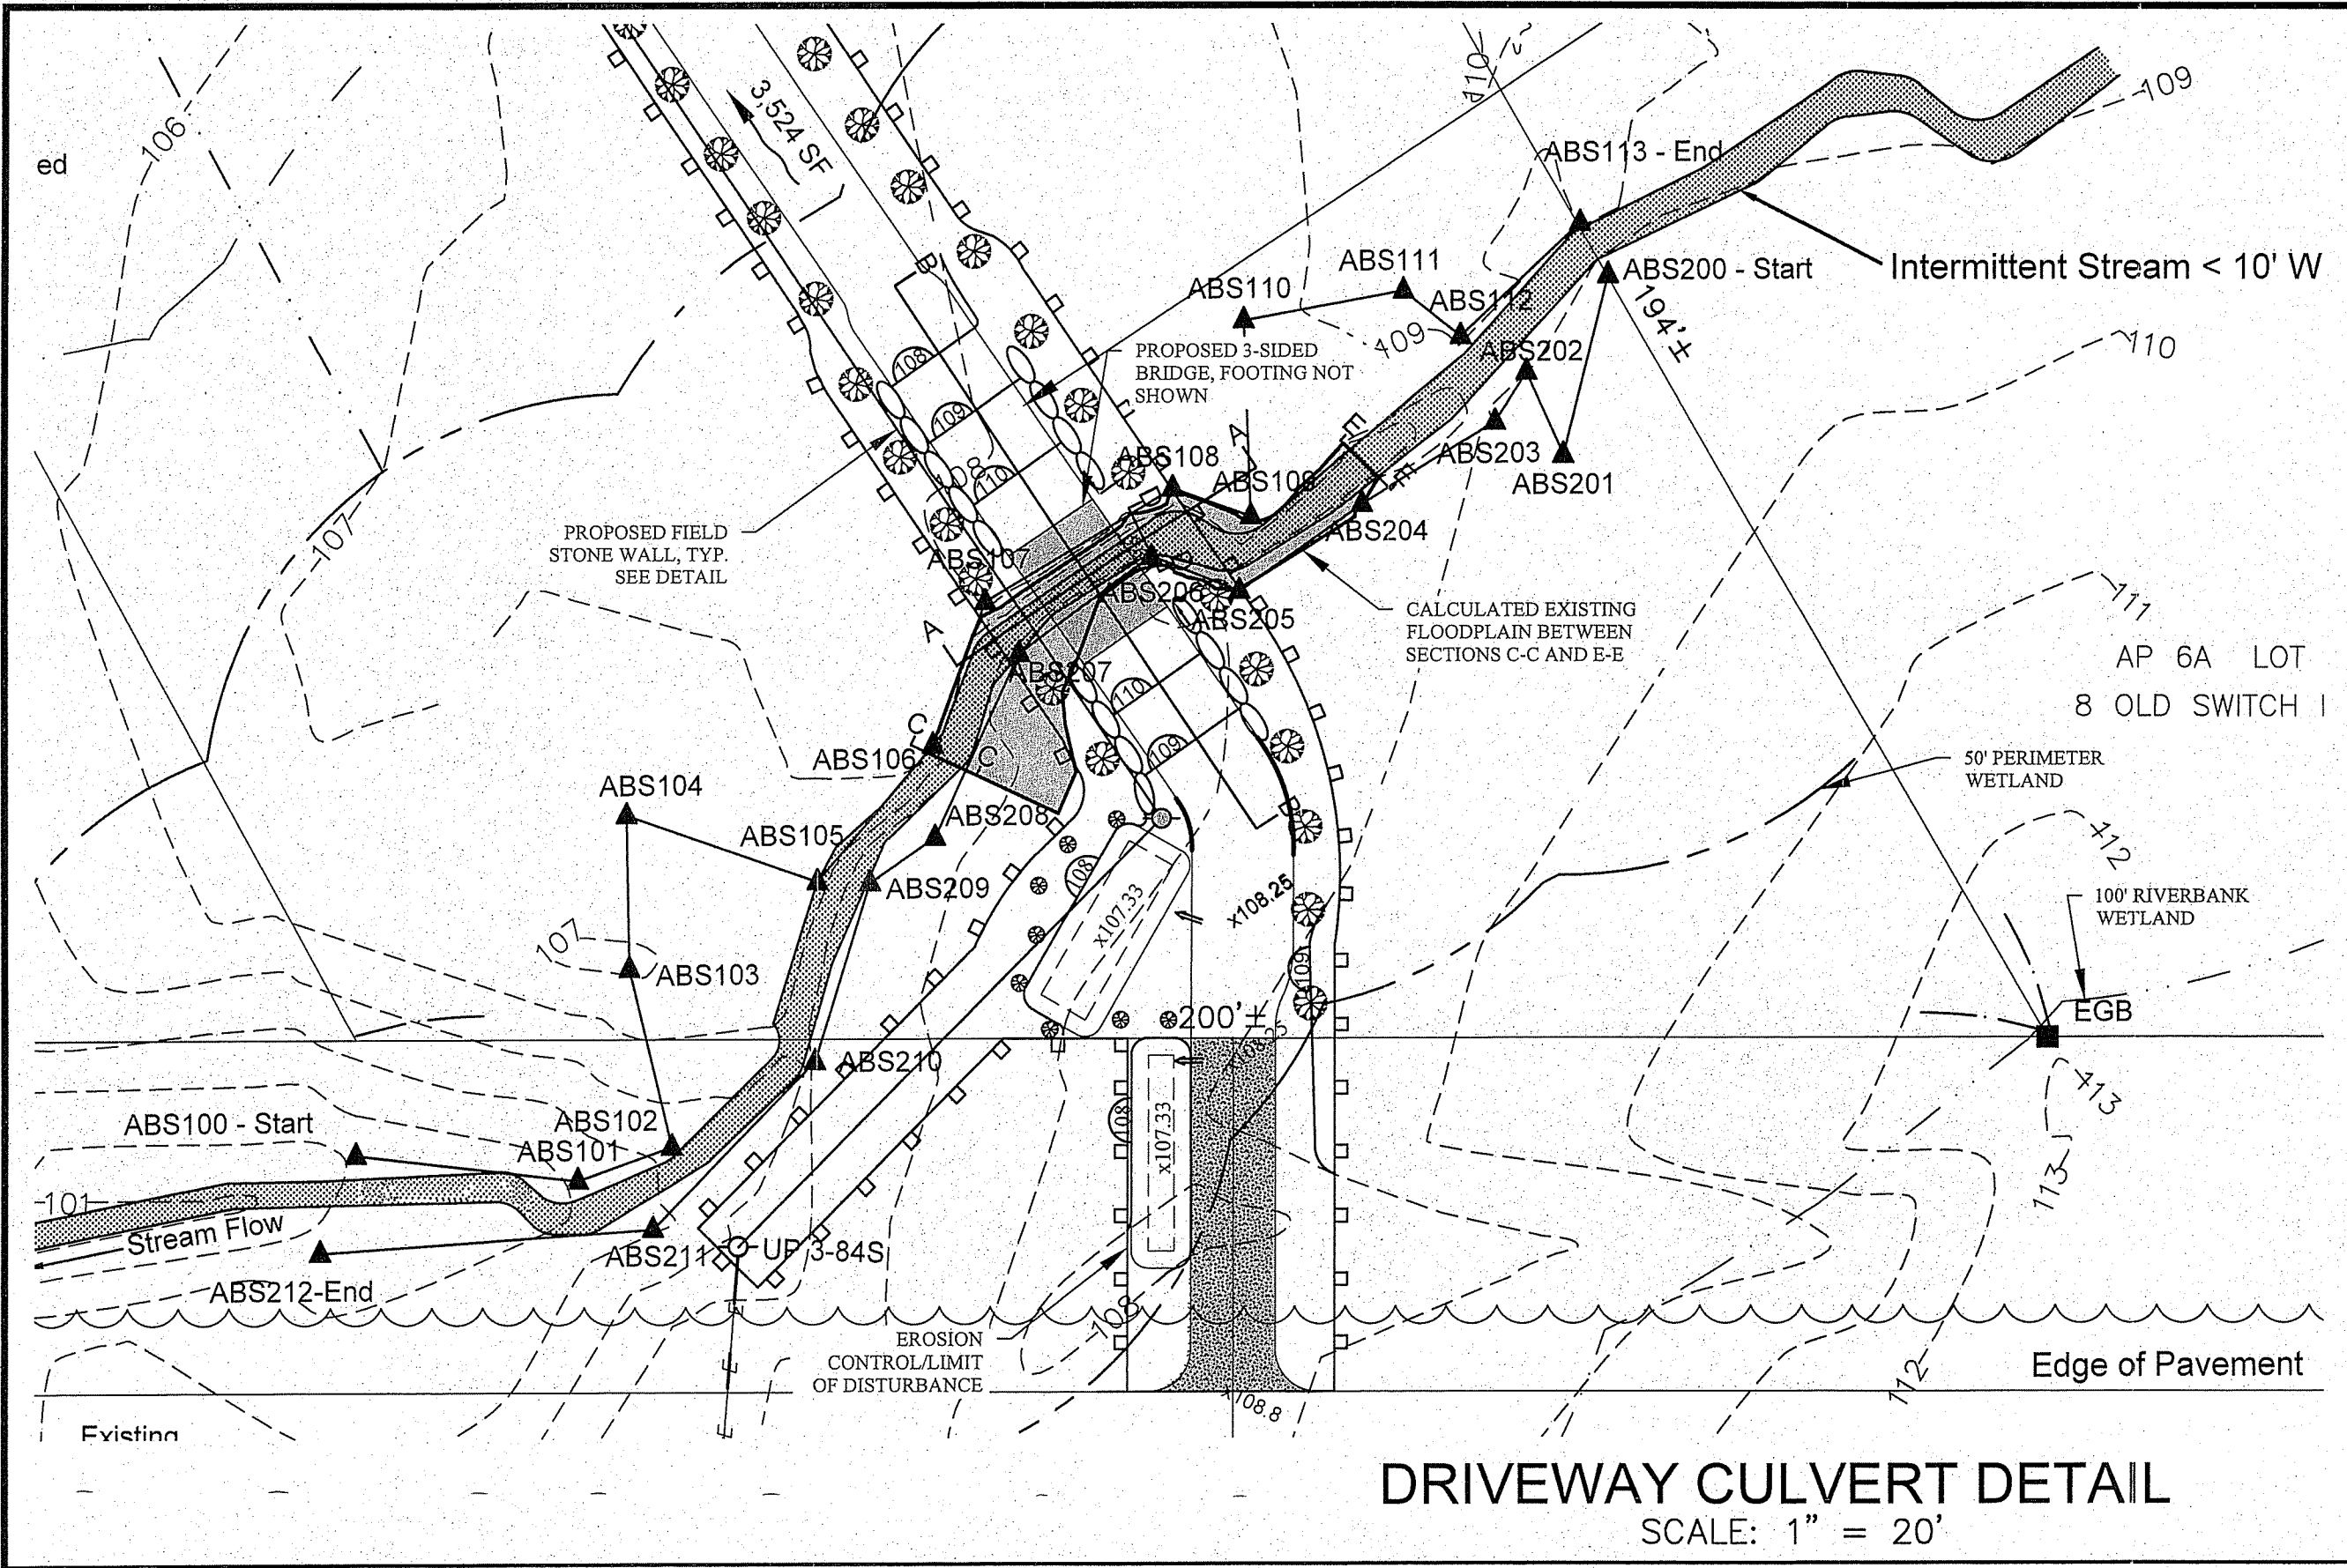 106
ed
3,524 SF
110
109
ABS113 - End
ABS200 - Start
Intermittent Stream < 10' W
194'±
ABS111
ABS110
ABS112
409
ABS202
110
B
108
PROPOSED 3-SIDED
BRIDGE, FOOTING NOT
SHOWN
109
108
110
A
E
ABS108
ABS109
ABS203
ABS201
E
D
ABS204
107
PROPOSED FIELD
STONE WALL, TYP.
SEE DETAIL
ABS107
D
ABS206
ABS205
CALCULATED EXISTING
FLOODPLAIN BETWEEN
SECTIONS C-C AND E-E
111
AP 6A LOT
8 OLD SWITCH
A
ABS207
110
C
C
ABS106
109
50' PERIMETER
WETLAND
ABS104
ABS105
ABS208
B
412
108
ABS209
x107.33
x108.25
100' RIVERBANK
WETLAND
107
ABS103
109
200'±
x108.25
EGB
ABS210
413
ABS100 - Start
ABS102
ABS101
108
x107.33
113
101
Stream Flow
ABS211
UP 3-84S
ABS212-End
108
EROSION
CONTROL/LIMIT
OF DISTURBANCE
112
Edge of Pavement
x108.8
Existing
DRIVEWAY CULVERT DETAIL
SCALE: 1" = 20'